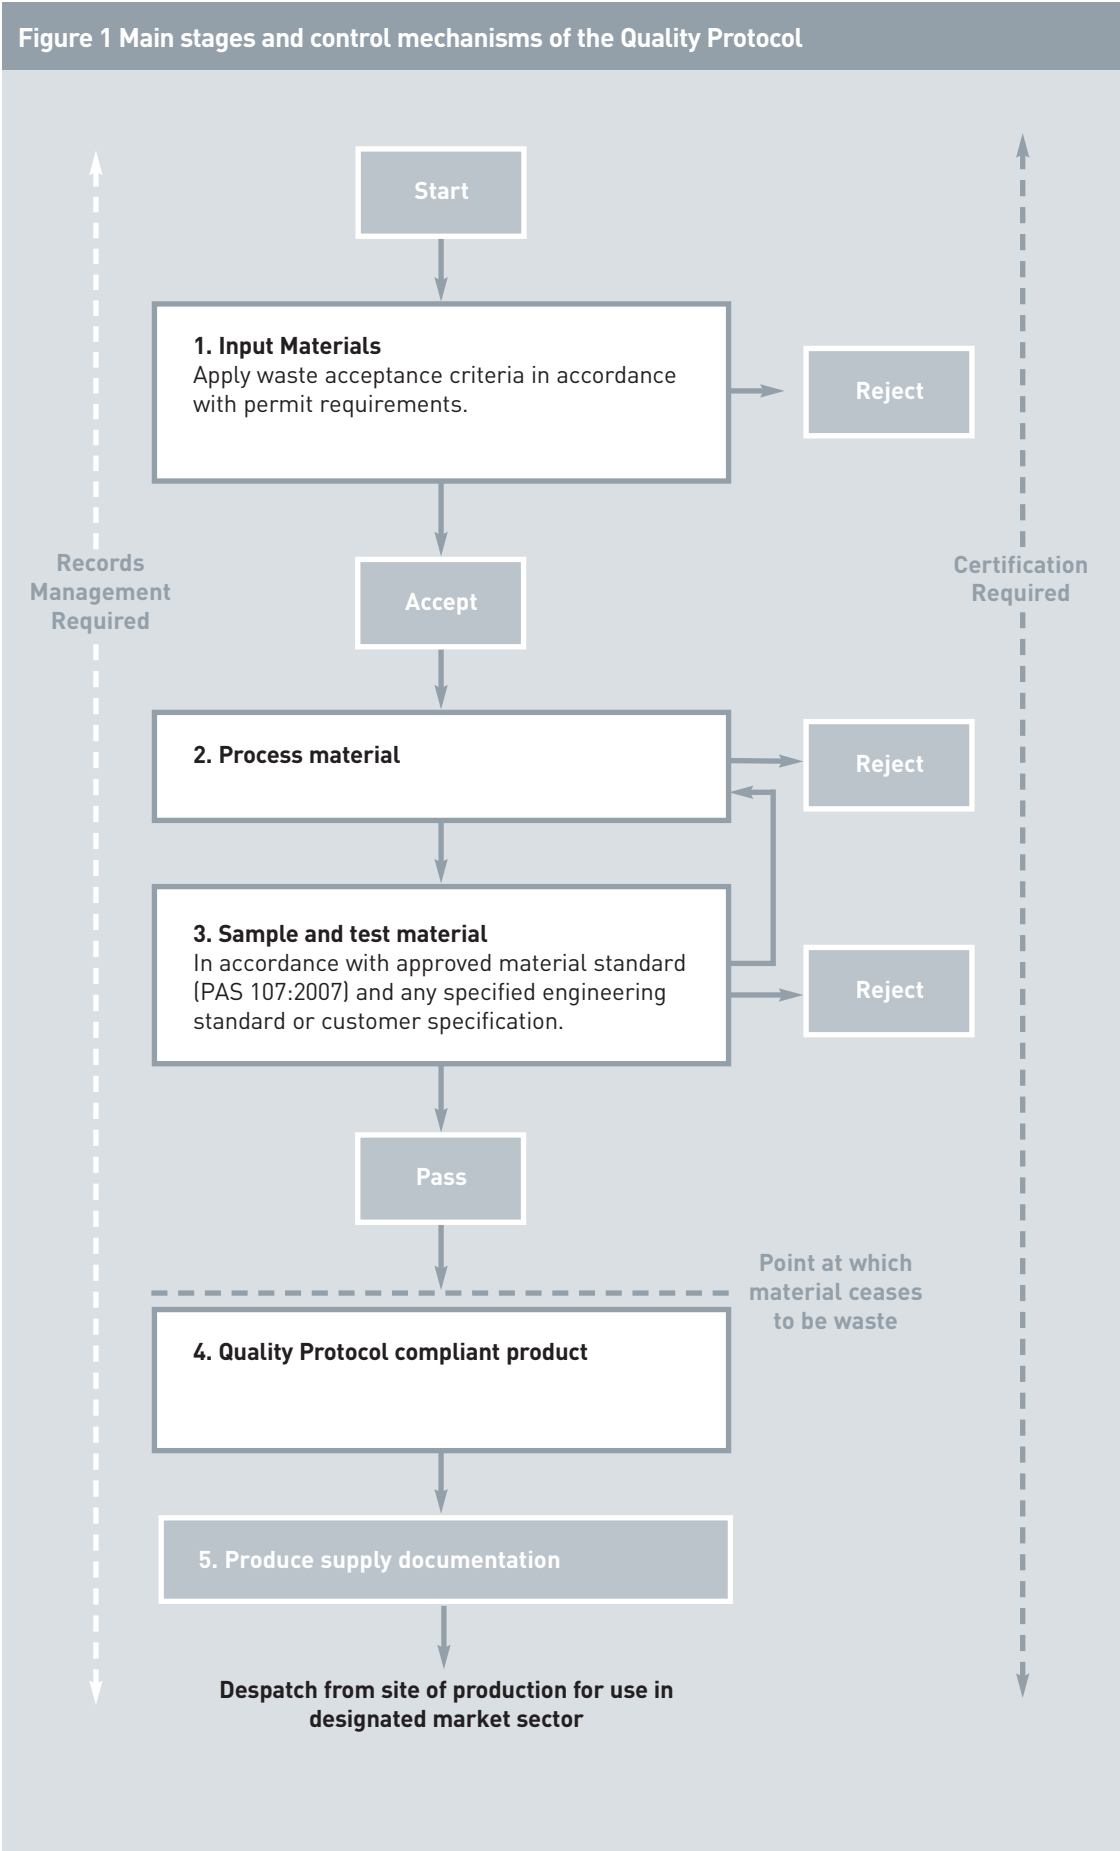 Figure 1 Main stages and control mechanisms of the Quality Protocol
Start
1. Input Materials
Apply waste acceptance criteria in accordance
with permit requirements.
Reject
Records
Management
Required
Certification
Required
Accept
2. Process material
Reject
3. Sample and test material
In accordance with approved material standard
(PAS 107:2007) and any specified engineering
standard or customer specification.
Reject
Pass
Point at which
material ceases
to be waste
4. Quality Protocol compliant product
5. Produce supply documentation
Despatch from site of production for use in
designated market sector